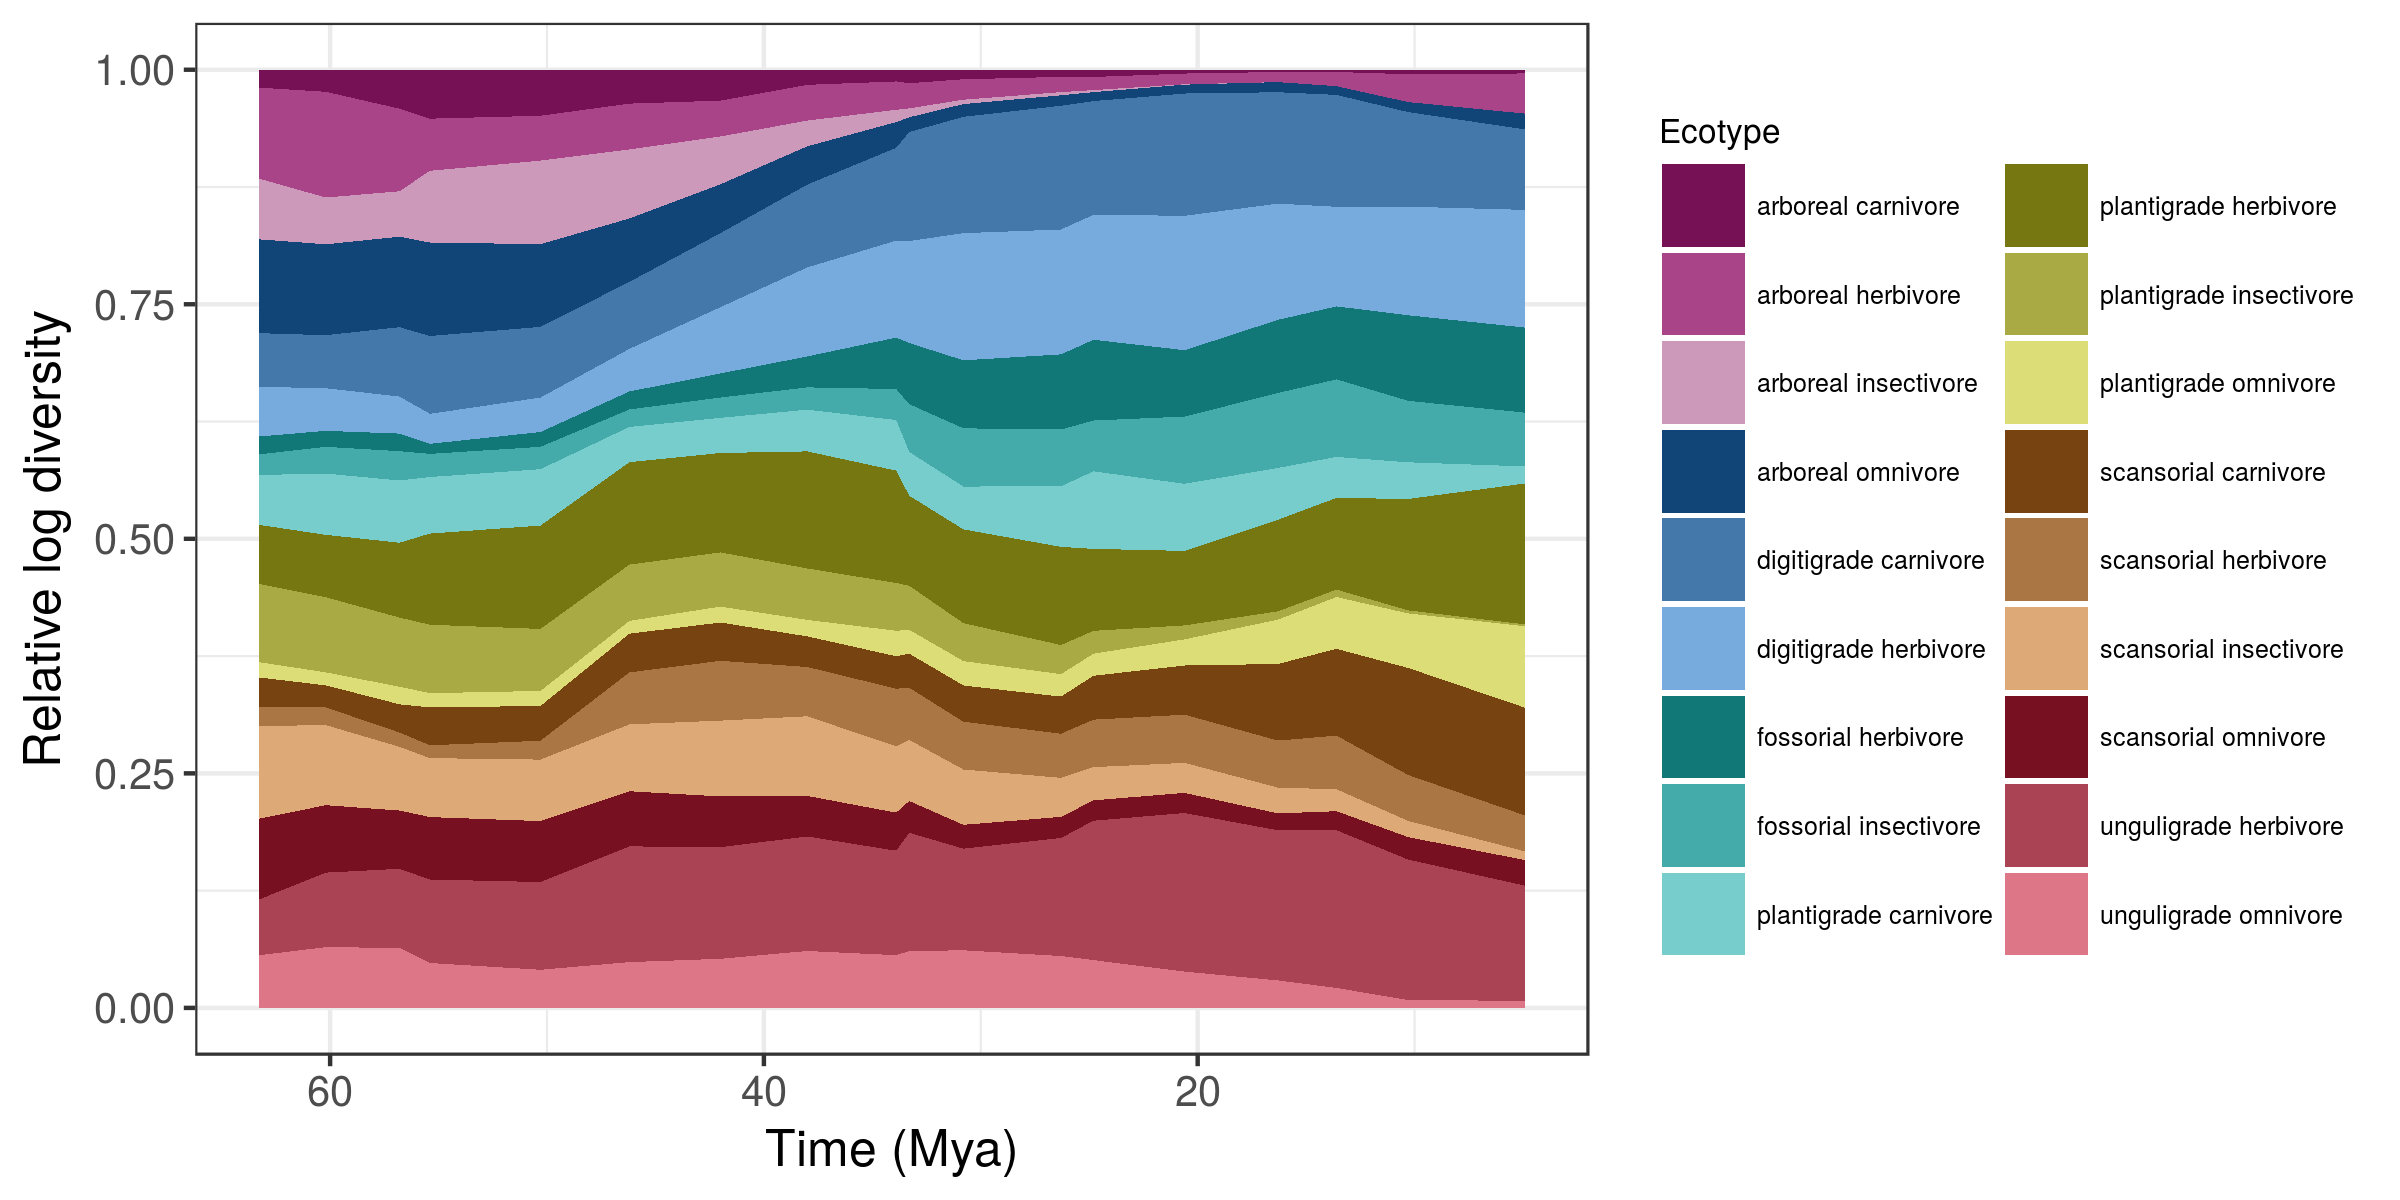 1.00
0.75
0.50
0.25
0.00
Relative log diversity
60
40
20
Time (Mya)
Ecotype
arboreal carnivore
arboreal herbivore
arboreal insectivore
arboreal omnivore
digitigrade carnivore
digitigrade herbivore
fossorial herbivore
fossorial insectivore
plantigrade carnivore
plantigrade herbivore
plantigrade insectivore
plantigrade omnivore
scansorial carnivore
scansorial herbivore
scansorial insectivore
scansorial omnivore
unguligrade herbivore
unguligrade omnivore